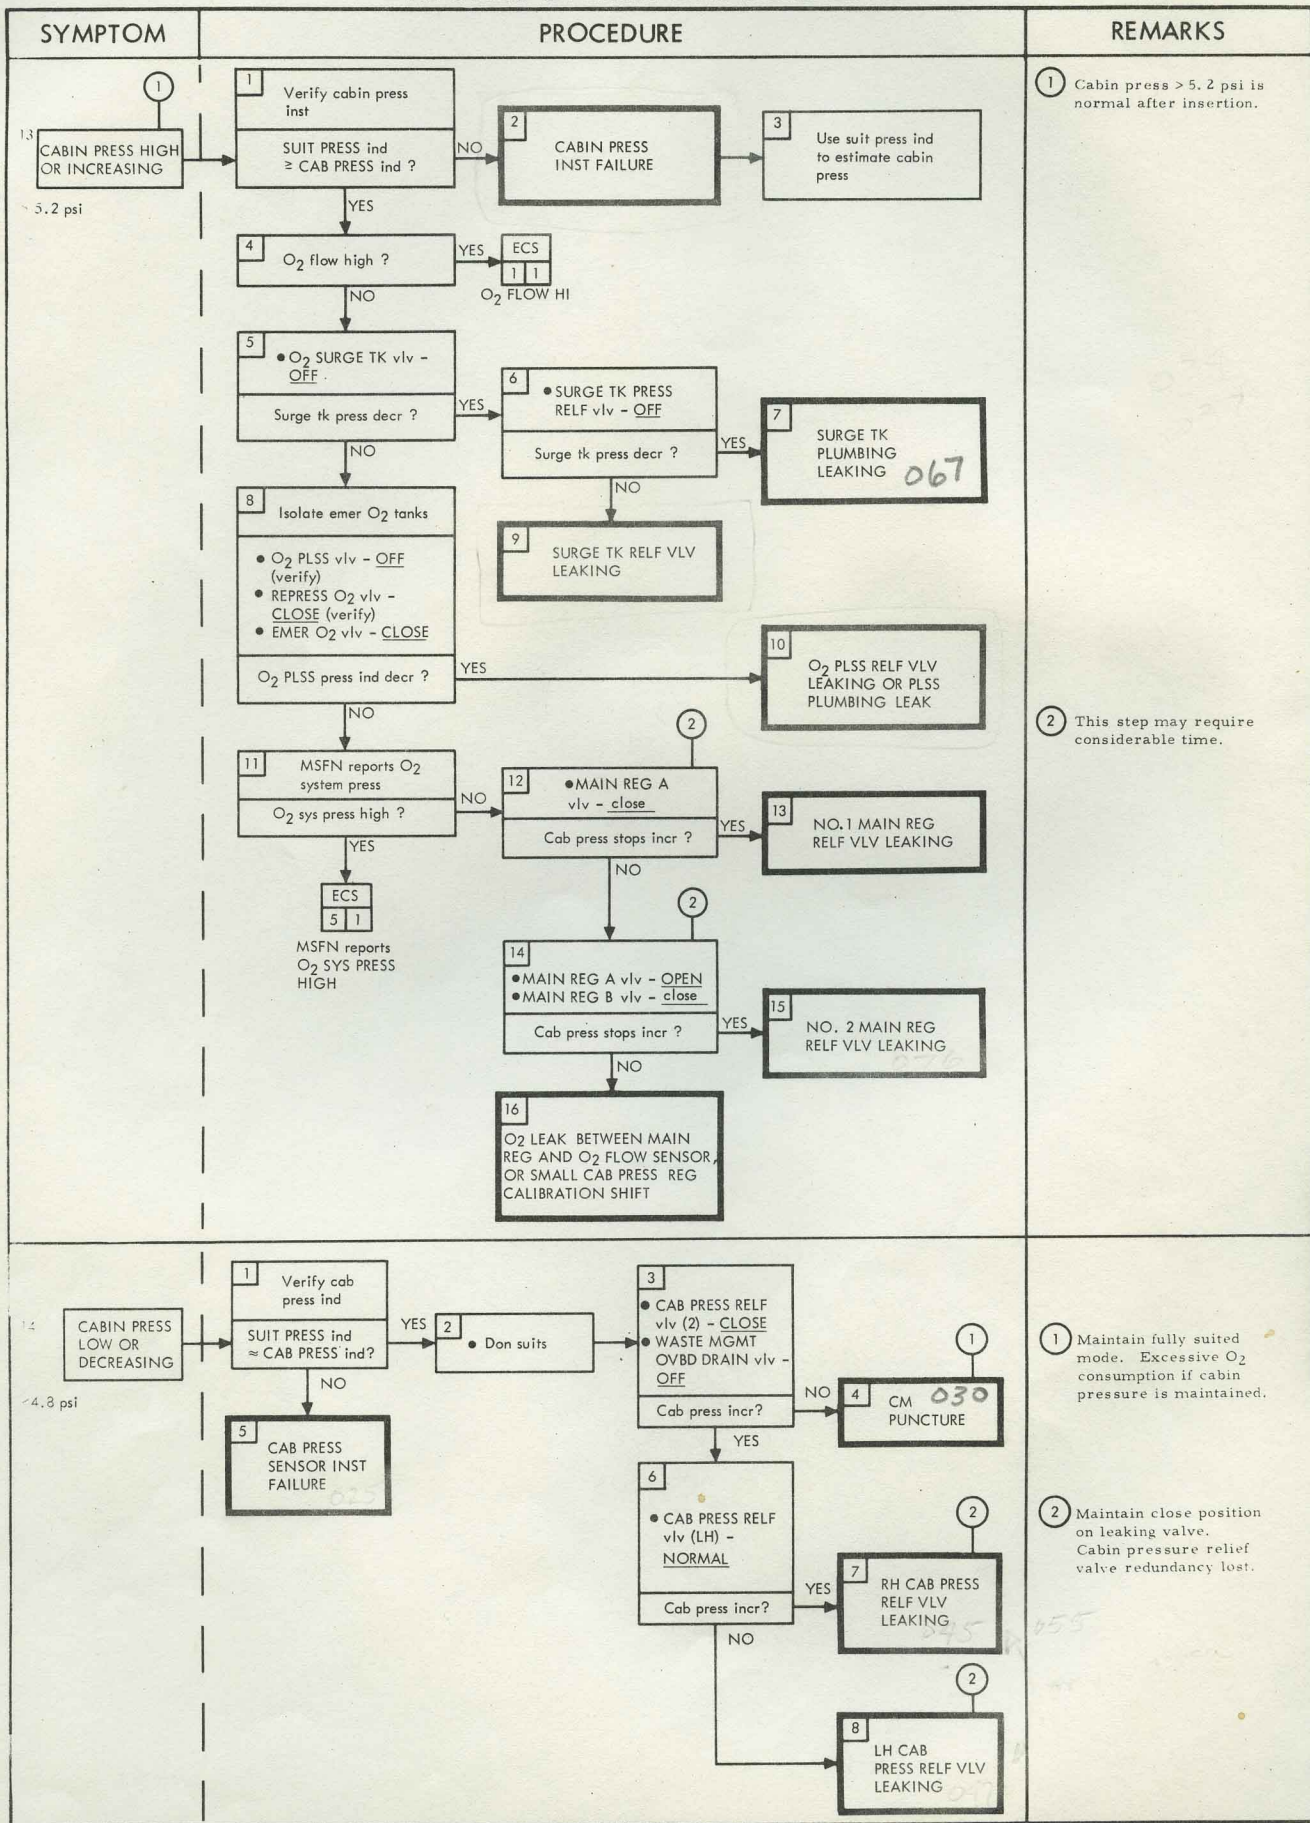 SYMPTOM
PROCEDURE
REMARKS
1
13
CABIN PRESS HIGH
OR INCREASING
5.2 psi
1
Verify cabin press
inst
SUIT PRESS ind
≥ CAB PRESS ind ?
NO
YES
2
CABIN PRESS
INST FAILURE
3
Use suit press ind
to estimate cabin
press
4
O2 flow high ?
YES
NO
ECS
1 1
O2 FLOW HI
5
• O2 SURGE TK vlv -
OFF
Surge tk press decr ?
YES
NO
6
• SURGE TK PRESS
RELF vlv - OFF
Surge tk press decr ?
YES
NO
7
SURGE TK
PLUMBING
LEAKING 067
8
Isolate emer O2 tanks
• O2 PLSS vlv - OFF
(verify)
• REPRESS O2 vlv -
CLOSE (verify)
• EMER O2 vlv - CLOSE
O2 PLSS press ind decr ?
YES
NO
9
SURGE TK RELF VLV
LEAKING
10
O2 PLSS RELF VLV
LEAKING OR PLSS
PLUMBING LEAK
11
MSFN reports O2
system press
O2 sys press high ?
NO
YES
ECS
5 1
MSFN reports
O2 SYS PRESS
HIGH
2
12
• MAIN REG A
vlv - close
Cab press stops incr ?
YES
NO
13
NO.1 MAIN REG
RELF VLV LEAKING
2
14
• MAIN REG A vlv - OPEN
• MAIN REG B vlv - close
Cab press stops incr ?
YES
NO
15
NO. 2 MAIN REG
RELF VLV LEAKING
16
O2 LEAK BETWEEN MAIN
REG AND O2 FLOW SENSOR,
OR SMALL CAB PRESS REG
CALIBRATION SHIFT
1 Cabin press > 5.2 psi is
normal after insertion.
2 This step may require
considerable time.
14
CABIN PRESS
LOW OR
DECREASING
<4.8 psi
1
Verify cab
press ind
SUIT PRESS ind
≈ CAB PRESS ind?
YES
NO
2
• Don suits
3
• CAB PRESS RELF
vlv (2) - CLOSE
• WASTE MGMT
OVBD DRAIN vlv -
OFF
Cab press incr?
NO
YES
1
4
CM 030
PUNCTURE
5
CAB PRESS
SENSOR INST
FAILURE
025
6
• CAB PRESS RELF
vlv (LH) -
NORMAL
Cab press incr?
YES
NO
2
7
RH CAB PRESS
RELF VLV
LEAKING
2
8
LH CAB
PRESS RELF VLV
LEAKING
1 Maintain fully suited
mode. Excessive O2
consumption if cabin
pressure is maintained.
2 Maintain close position
on leaking valve.
Cabin pressure relief
valve redundancy lost.